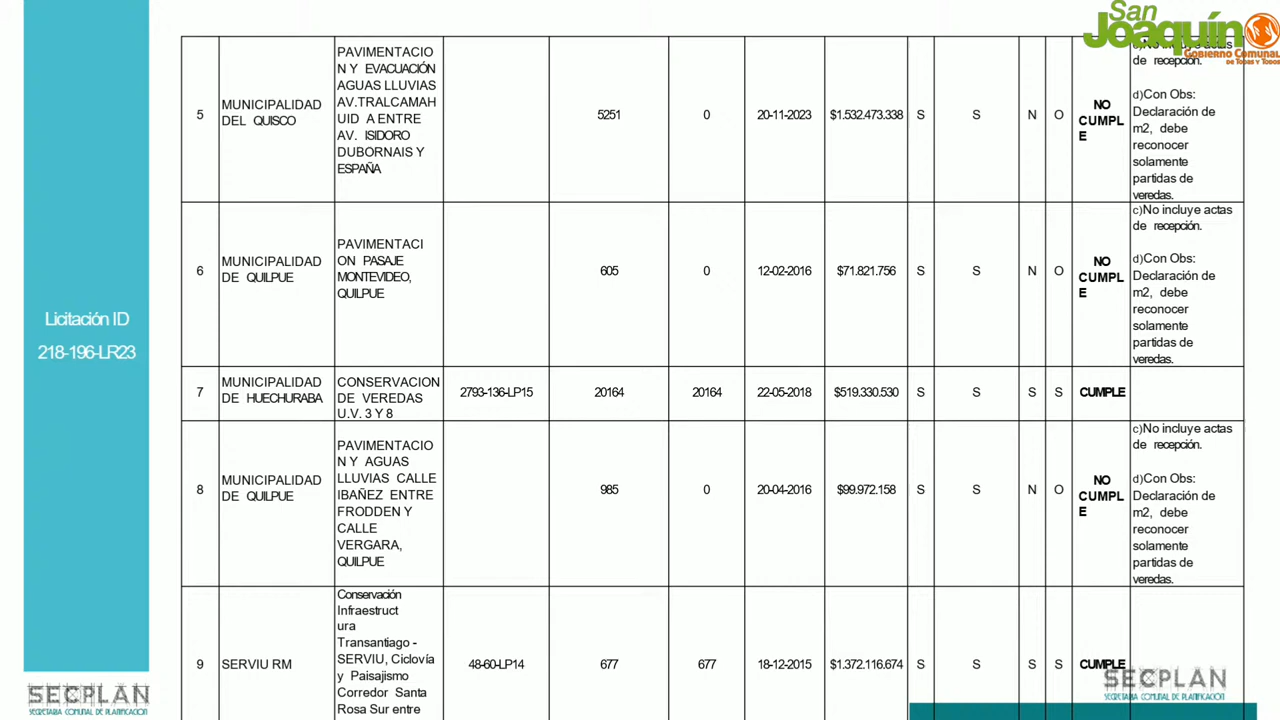 San
Joaquín
Gobierno Comunal
de Todas y Todos
Licitación ID
218-196-LR23
5
MUNICIPALIDAD
DEL QUISCO
PAVIMENTACIO
N Y EVACUACIÓN
AGUAS LLUVIAS
AV.TRALCAMAH
UID A ENTRE
AV. ISIDORO
DUBORNAIS Y
ESPAÑA
5251
0
20-11-2023
$1.532.473.338
S
S
N
O
NO
CUMPL
E
c)No incluye actas
de recepción.
d)Con Obs:
Declaración de
m2, debe
reconocer
solamente
partidas de
veredas.
6
MUNICIPALIDAD
DE QUILPUE
PAVIMENTACI
ON PASAJE
MONTEVIDEO,
QUILPUE
605
0
12-02-2016
$71.821.756
S
S
N
O
NO
CUMPL
E
c)No incluye actas
de recepción.
d)Con Obs:
Declaración de
m2, debe
reconocer
solamente
partidas de
veredas.
7
MUNICIPALIDAD
DE HUECHURABA
CONSERVACION
DE VEREDAS
U.V. 3 Y 8
2793-136-LP15
20164
20164
22-05-2018
$519.330.530
S
S
S
S
CUMPLE
8
MUNICIPALIDAD
DE QUILPUE
PAVIMENTACIO
N Y AGUAS
LLUVIAS CALLE
IBAÑEZ ENTRE
FRODDEN Y
CALLE
VERGARA,
QUILPUE
985
0
20-04-2016
$99.972.158
S
S
N
O
NO
CUMPL
E
c)No incluye actas
de recepción.
d)Con Obs:
Declaración de
m2, debe
reconocer
solamente
partidas de
veredas.
9
SERVIU RM
Conservación
Infraestruct
ura
Transantiago -
SERVIU, Ciclovía
y Paisajismo
Corredor Santa
Rosa Sur entre
48-60-LP14
677
677
18-12-2015
$1.372.116.674
S
S
S
S
CUMPLE
SECPLAN
SECRETARIA COMUNAL DE PLANIFICACIÓN
SECPLAN
SECRETARIA COMUNAL DE PLANIFICACIÓN